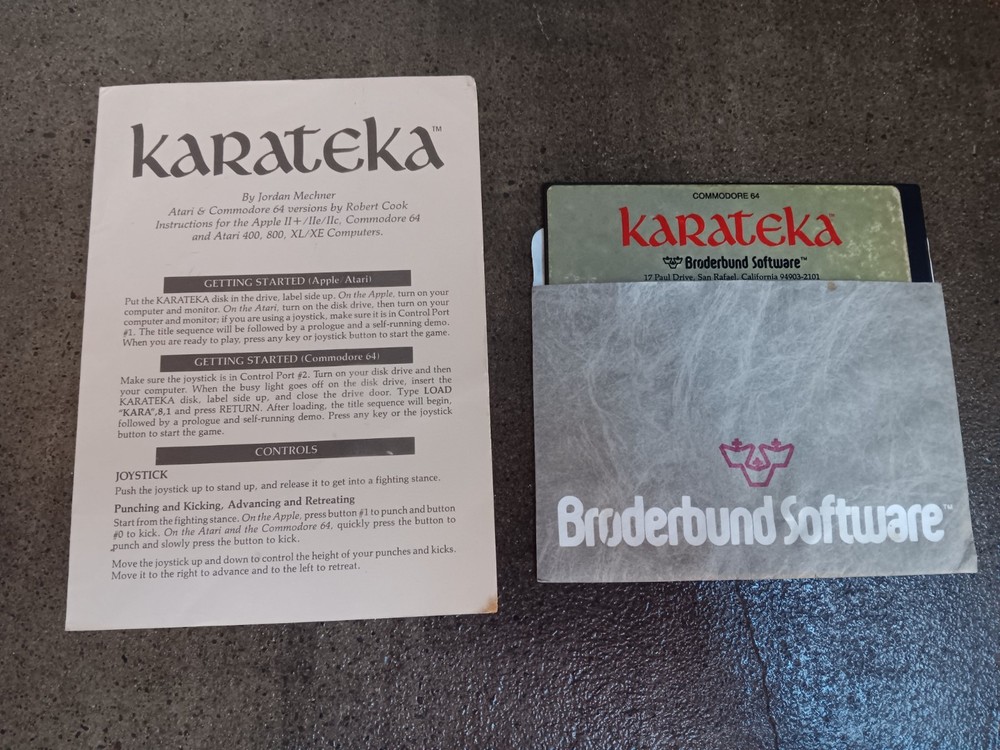 KARATEKA™
By Jordan Mechner
Atari & Commodore 64 versions by Robert Cook
Instructions for the Apple II+/IIe/IIc, Commodore 64
and Atari 400, 800, XL/XE Computers.
GETTING STARTED (Apple/Atari)
Put the KARATEKA disk in the drive, label side up. On the Apple, turn on your
computer and monitor. On the Atari, turn on the disk drive, then turn on your
computer and monitor; if you are using a joystick, make sure it is in Control Port
#1. The title sequence will be followed by a prologue and a self-running demo.
When you are ready to play, press any key or joystick button to start the game.
GETTING STARTED (Commodore 64)
Make sure the joystick is in Control Port #2. Turn on your disk drive and then
your computer. When the busy light goes off on the disk drive, insert the
KARATEKA disk, label side up, and close the drive door. Type LOAD
"KARA",8,1 and press RETURN. After loading, the title sequence will begin,
followed by a prologue and self-running demo. Press any key or the joystick
button to start the game.
CONTROLS
JOYSTICK
Push the joystick up to stand up, and release it to get into a fighting stance.
Punching and Kicking, Advancing and Retreating
Start from the fighting stance. On the Apple, press button #1 to punch and button
#0 to kick. On the Atari and the Commodore 64, quickly press the button to
punch and slowly press the button to kick.
Move the joystick up and down to control the height of your punches and kicks.
Move it to the right to advance and to the left to retreat.
COMMODORE 64
KARATEKA™
Brøderbund Software™
17 Paul Drive, San Rafael, California 94903-2101
Brøderbund Software™